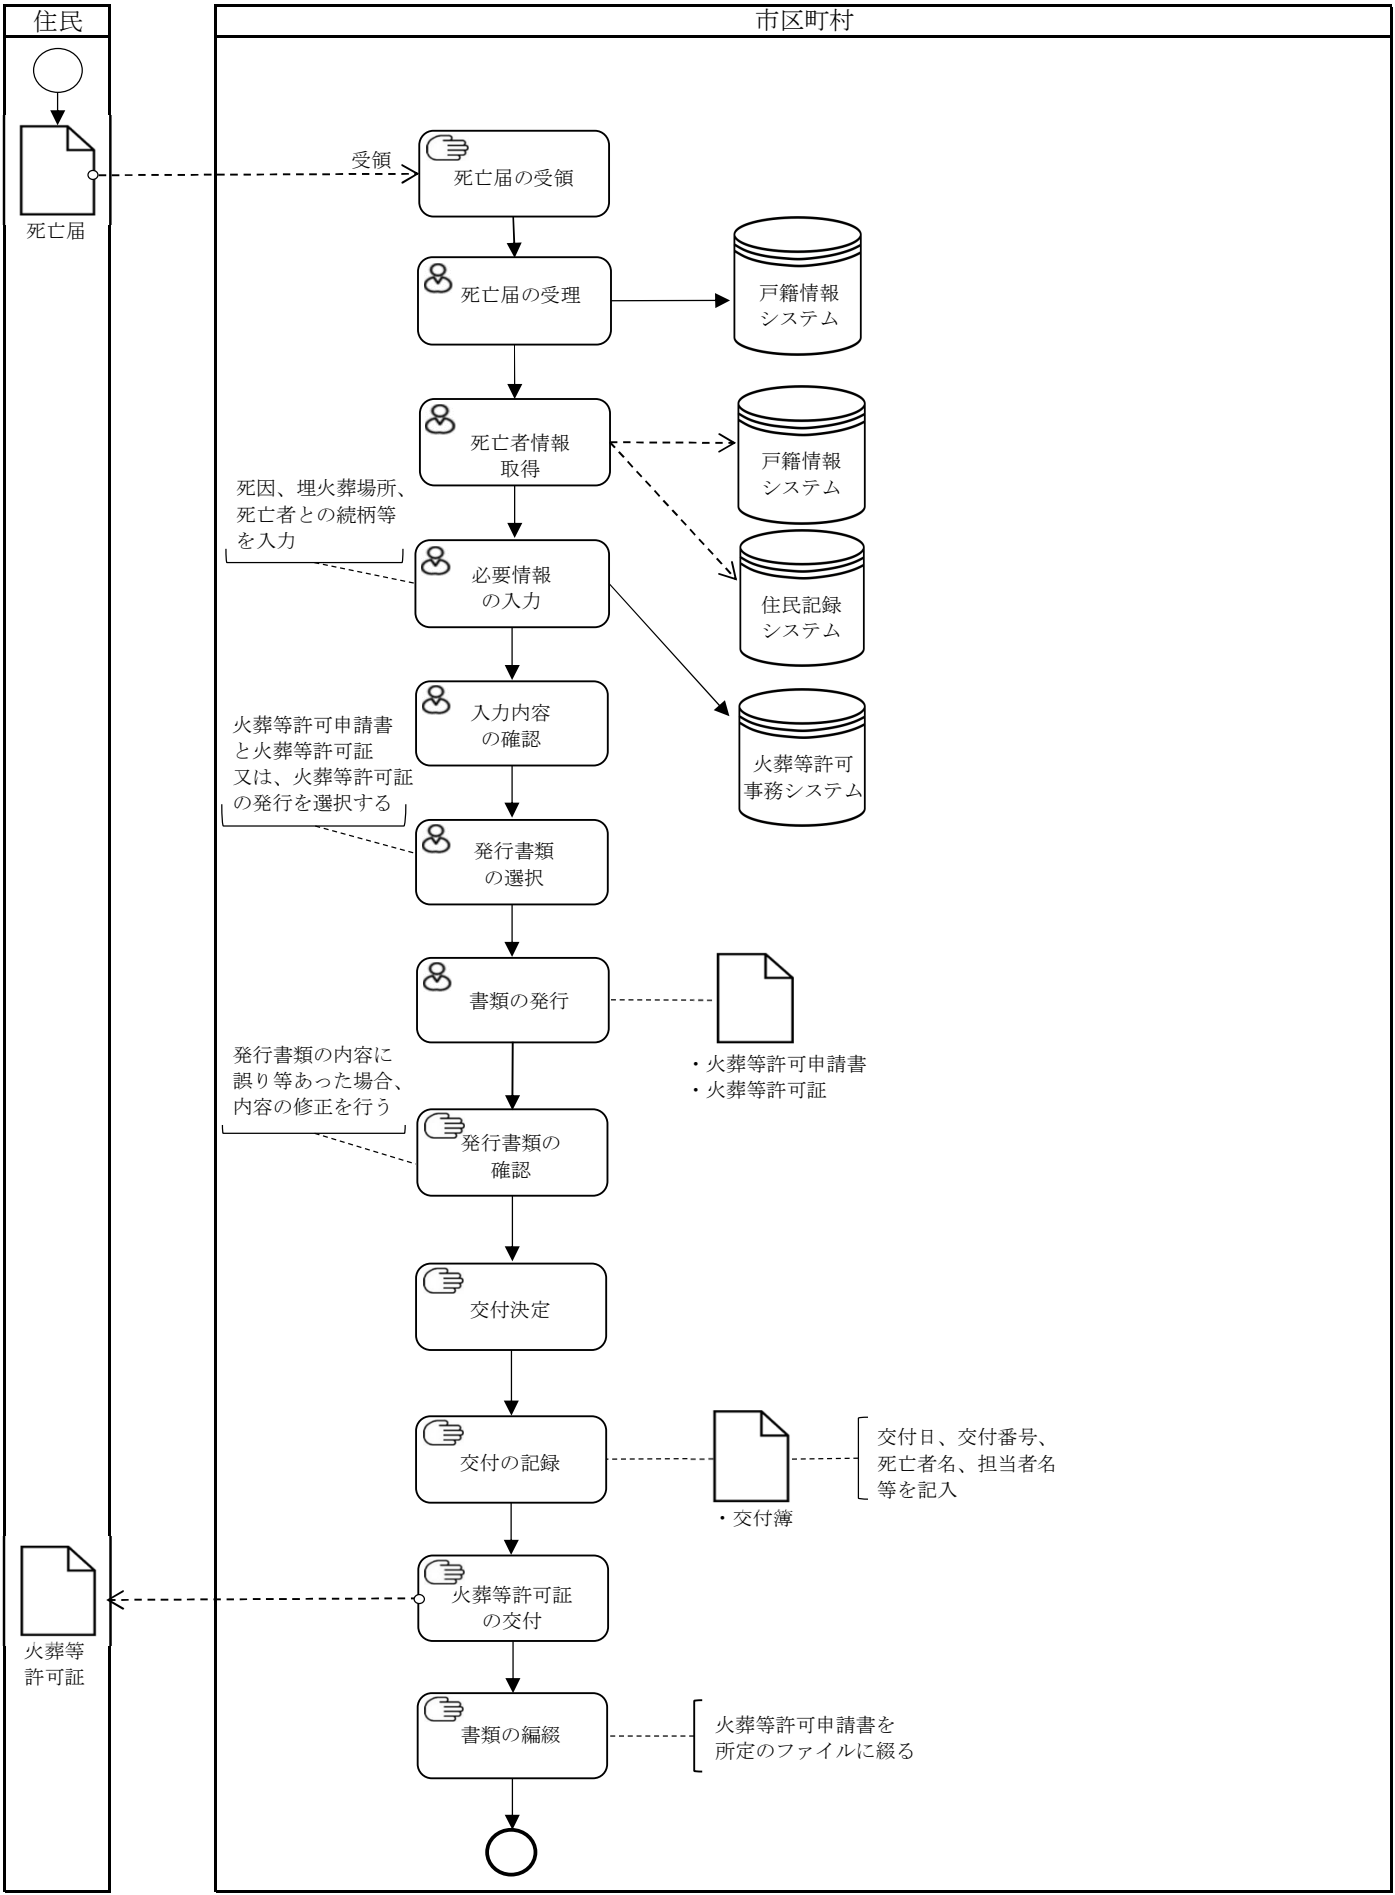 住民
市区町村
受領
死亡届の受領
死亡届
死亡届の受理
戸籍情報
システム
死亡者情報
取得
戸籍情報
システム
死因、埋火葬場所、
死亡者との続柄等
を入力
必要情報
の入力
住民記録
システム
入力内容
の確認
火葬等許可
事務システム
火葬等許可申請書
と火葬等許可証
又は、火葬等許可証
の発行を選択する
発行書類
の選択
書類の発行
・火葬等許可申請書
・火葬等許可証
発行書類の内容に
誤り等あった場合、
内容の修正を行う
発行書類の
確認
交付決定
交付の記録
・交付簿
交付日、交付番号、
死亡者名、担当者名
等を記入
火葬等許可証
の交付
火葬等
許可証
書類の編綴
火葬等許可申請書を
所定のファイルに綴る